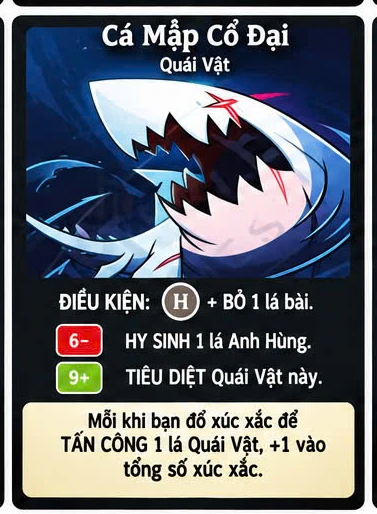 Cá Mập Cổ Đại
Quái Vật
ĐIỀU KIỆN: H + BỎ 1 lá bài.
6- HY SINH 1 lá Anh Hùng.
9+ TIÊU DIỆT Quái Vật này.
Mỗi khi bạn đổ xúc xắc để
TẤN CÔNG 1 lá Quái Vật, +1 vào
tổng số xúc xắc.